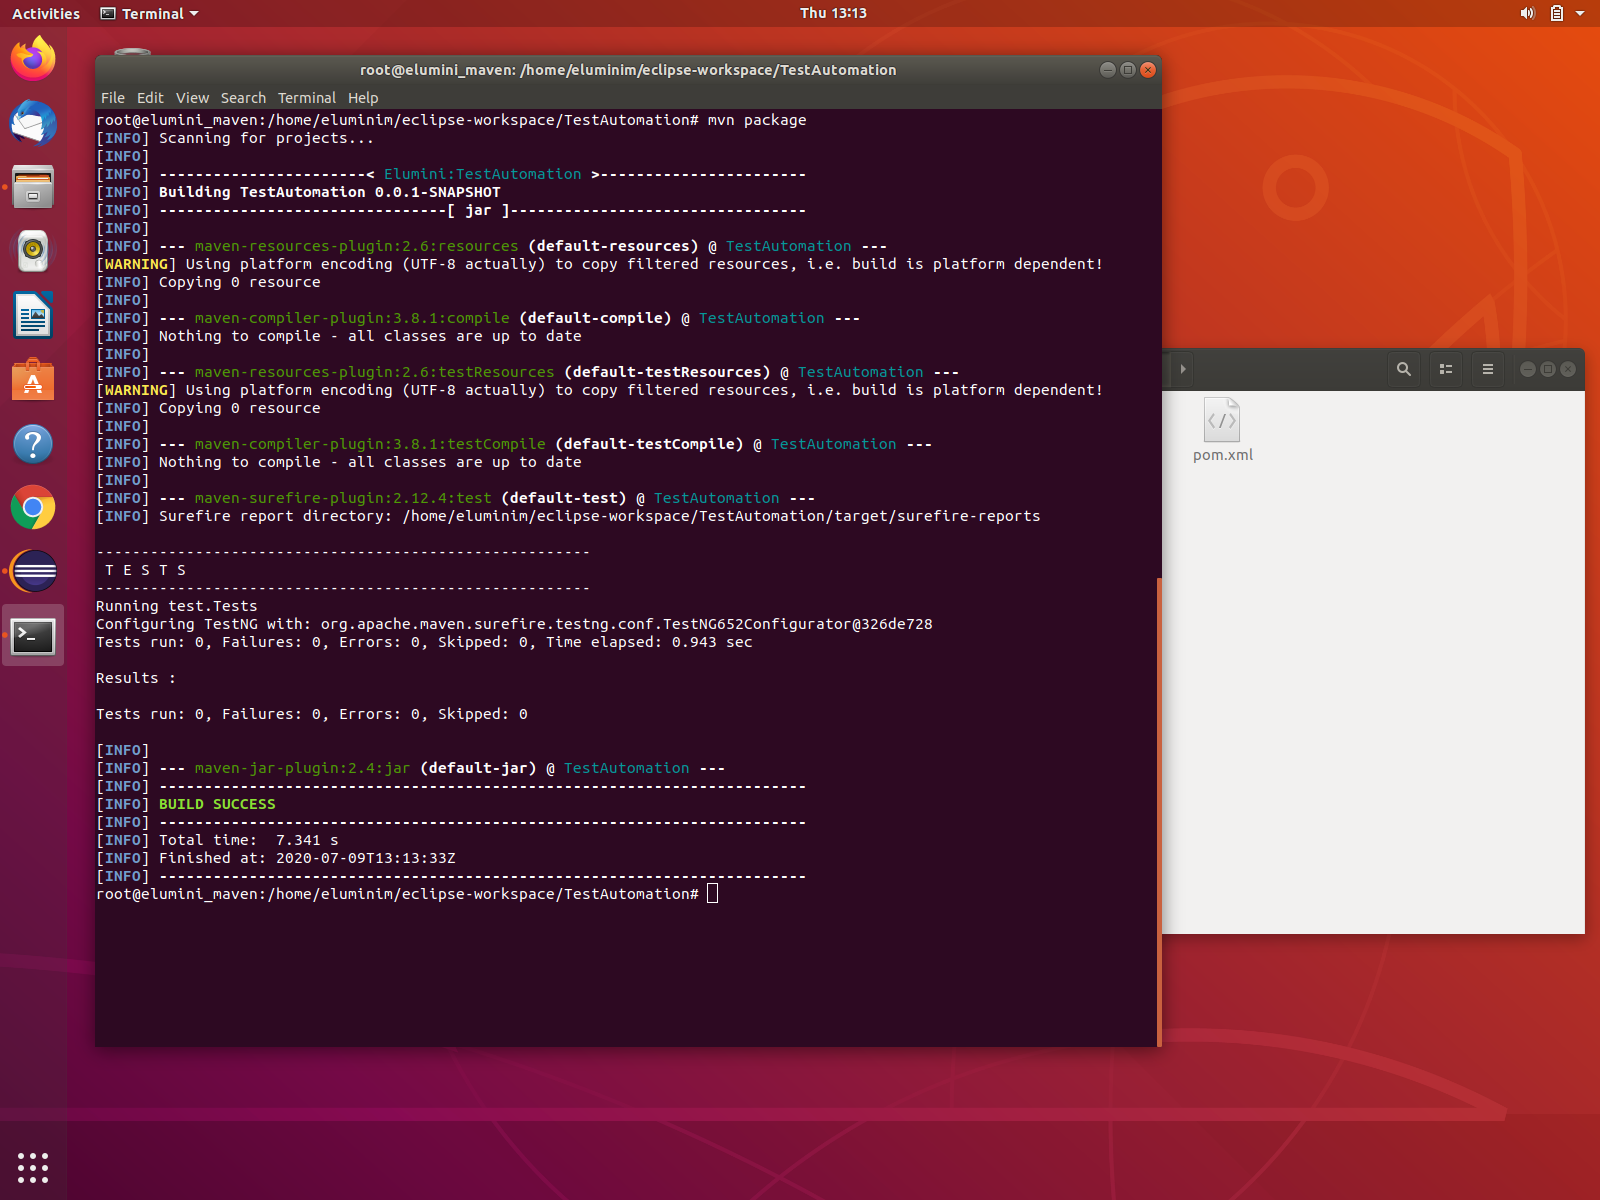 Activities
Terminal
Thu 13:13
root@elumini_maven: /home/eluminim/eclipse-workspace/TestAutomation
File Edit View Search Terminal Help
root@elumini_maven:/home/eluminim/eclipse-workspace/TestAutomation# mvn package
[INFO] Scanning for projects...
[INFO]
[INFO] -----------------------< Elumini:TestAutomation >-----------------------
[INFO] Building TestAutomation 0.0.1-SNAPSHOT
[INFO] --------------------------------[ jar ]---------------------------------
[INFO]
[INFO] --- maven-resources-plugin:2.6:resources (default-resources) @ TestAutomation ---
[WARNING] Using platform encoding (UTF-8 actually) to copy filtered resources, i.e. build is platform dependent!
[INFO] Copying 0 resource
[INFO]
[INFO] --- maven-compiler-plugin:3.8.1:compile (default-compile) @ TestAutomation ---
[INFO] Nothing to compile - all classes are up to date
[INFO]
[INFO] --- maven-resources-plugin:2.6:testResources (default-testResources) @ TestAutomation ---
[WARNING] Using platform encoding (UTF-8 actually) to copy filtered resources, i.e. build is platform dependent!
[INFO] Copying 0 resource
[INFO]
[INFO] --- maven-compiler-plugin:3.8.1:testCompile (default-testCompile) @ TestAutomation ---
[INFO] Nothing to compile - all classes are up to date
[INFO]
[INFO] --- maven-surefire-plugin:2.12.4:test (default-test) @ TestAutomation ---
[INFO] Surefire report directory: /home/eluminim/eclipse-workspace/TestAutomation/target/surefire-reports
-------------------------------------------------------
T E S T S
-------------------------------------------------------
Running test.Tests
Configuring TestNG with: org.apache.maven.surefire.testng.conf.TestNG652Configurator@326de728
Tests run: 0, Failures: 0, Errors: 0, Skipped: 0, Time elapsed: 0.943 sec
Results :
Tests run: 0, Failures: 0, Errors: 0, Skipped: 0
[INFO]
[INFO] --- maven-jar-plugin:2.4:jar (default-jar) @ TestAutomation ---
[INFO] ------------------------------------------------------------------------
[INFO] BUILD SUCCESS
[INFO] ------------------------------------------------------------------------
[INFO] Total time:  7.341 s
[INFO] Finished at: 2020-07-09T13:13:33Z
[INFO] ------------------------------------------------------------------------
root@elumini_maven:/home/eluminim/eclipse-workspace/TestAutomation#
pom.xml